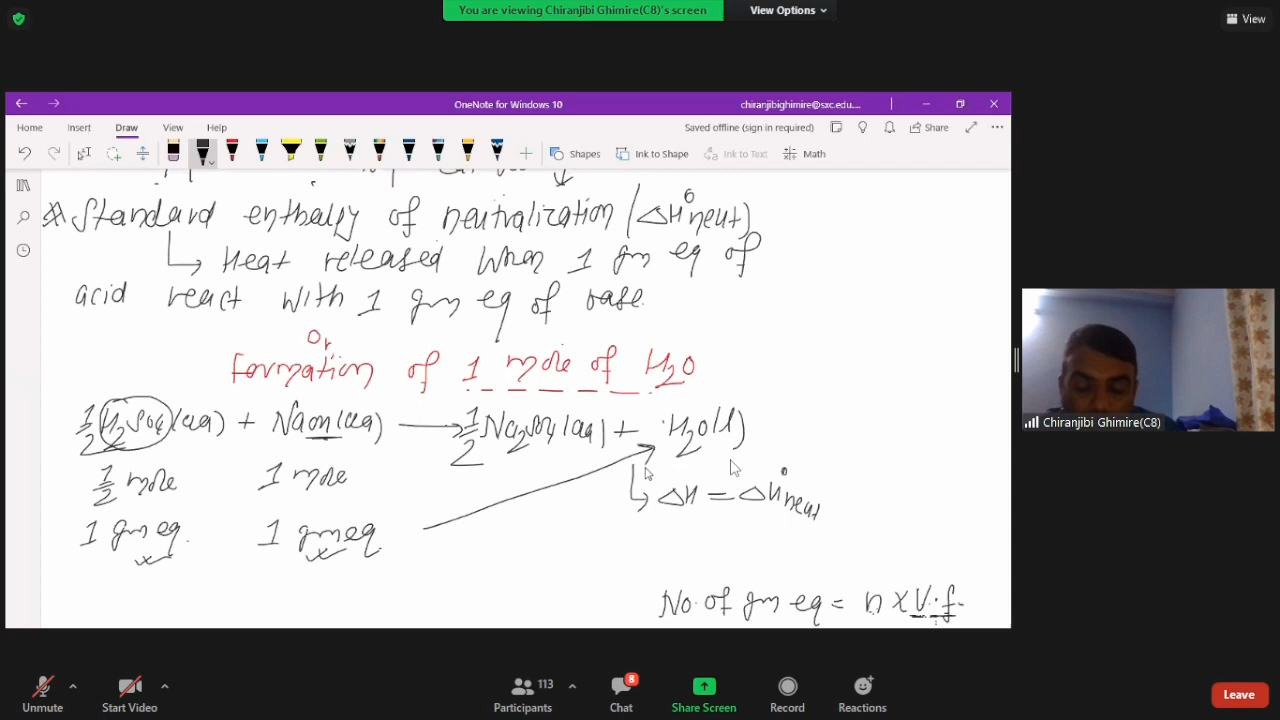 You are viewing Chiranjibi Ghimire(C8)'s screen
View Options
View
OneNote for Windows 10
chiranjibighimire@sxc.edu....
Home Insert Draw View Help
Saved offline (sign in required)
Share
Shapes
Ink to Shape
Ink to Text
Math
* Standard enthalpy of neutralization (ΔH°neut)
↳ Heat released when 1 gm eq of
acid react with 1 gm eq of base.
Or
Formation of 1 mole of H₂O
½ H₂SO₄(aq) + NaOH(aq) ⟶ ½ Na₂SO₄(aq) + H₂O(l)
½ mole 1 mole
↳ ΔH = ΔH°neut
1 gm eq. 1 gm eq.
No. of gm eq = n × V.f.
Chiranjibi Ghimire(C8)
Unmute
Start Video
113
Participants
8
Chat
Share Screen
Record
Reactions
Leave